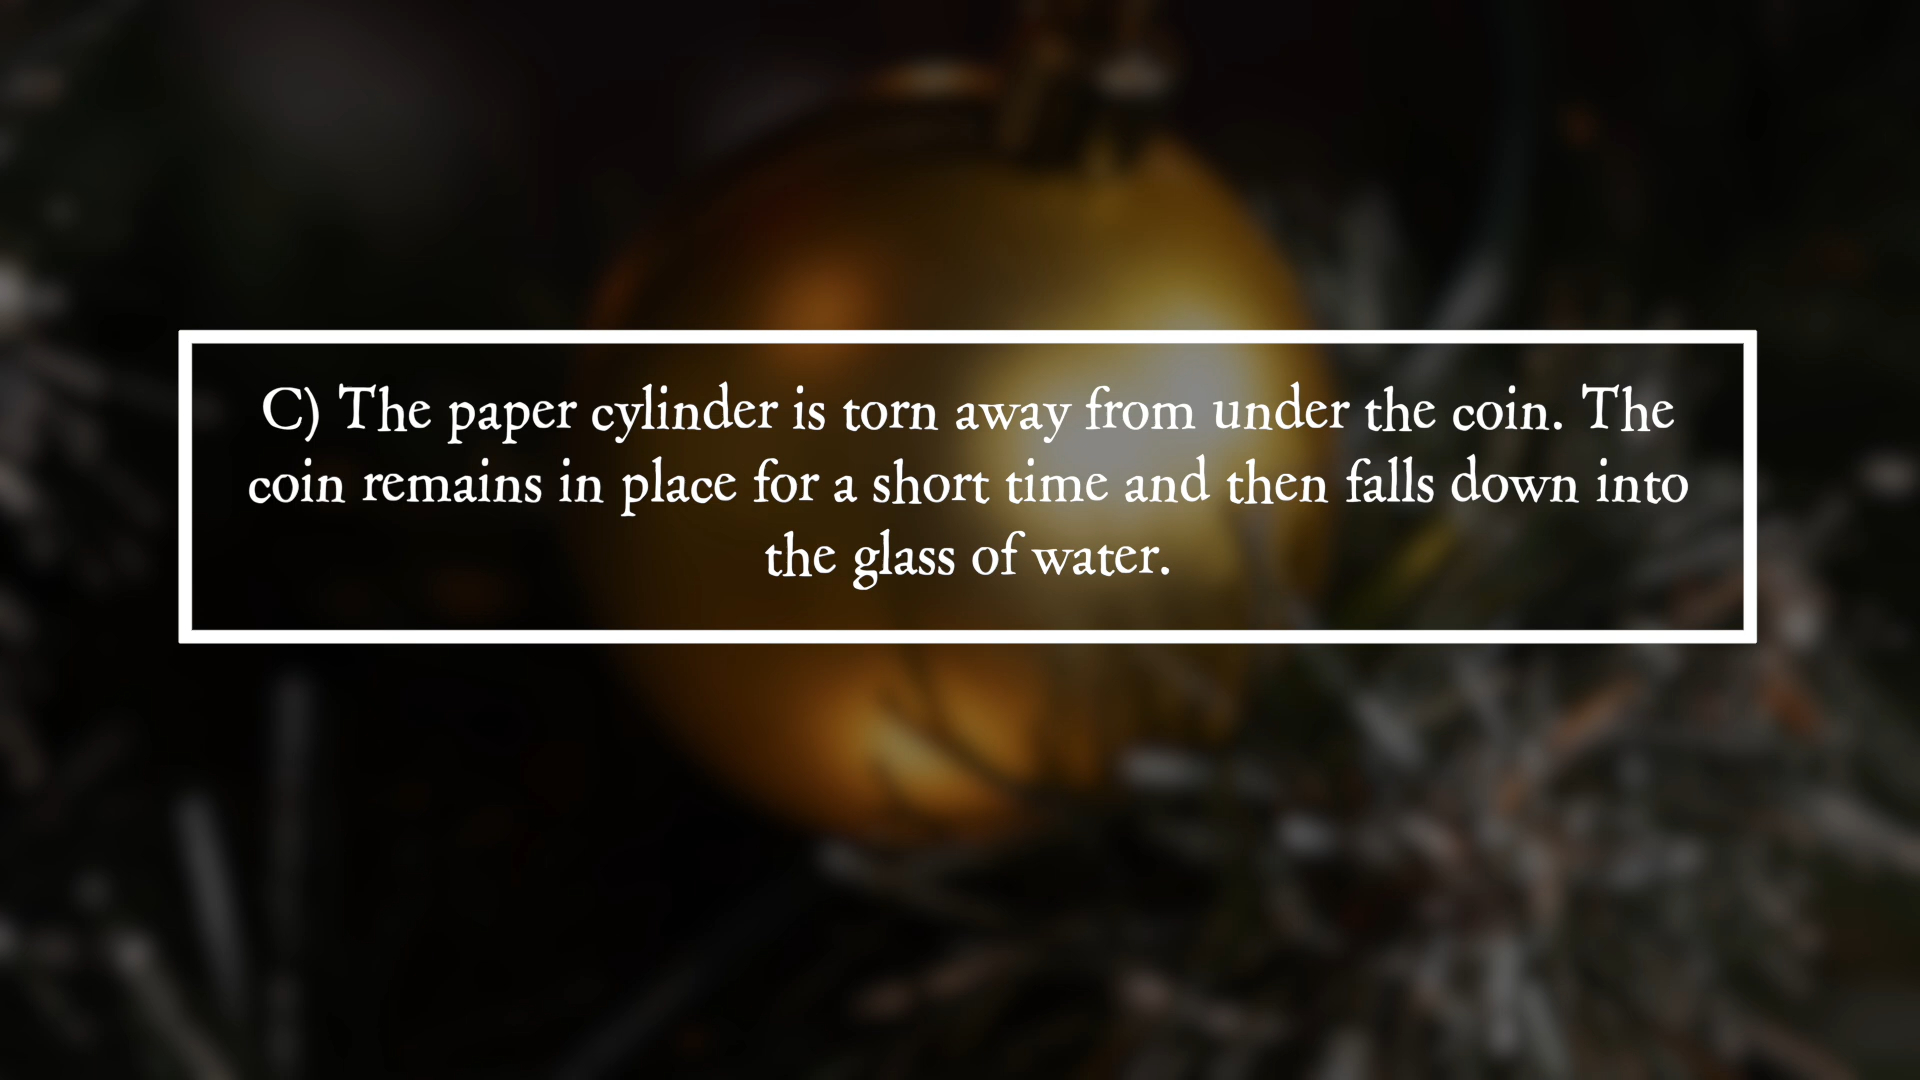 C) The paper cylinder is torn away from under the coin. The
coin remains in place for a short time and then falls down into
the glass of water.